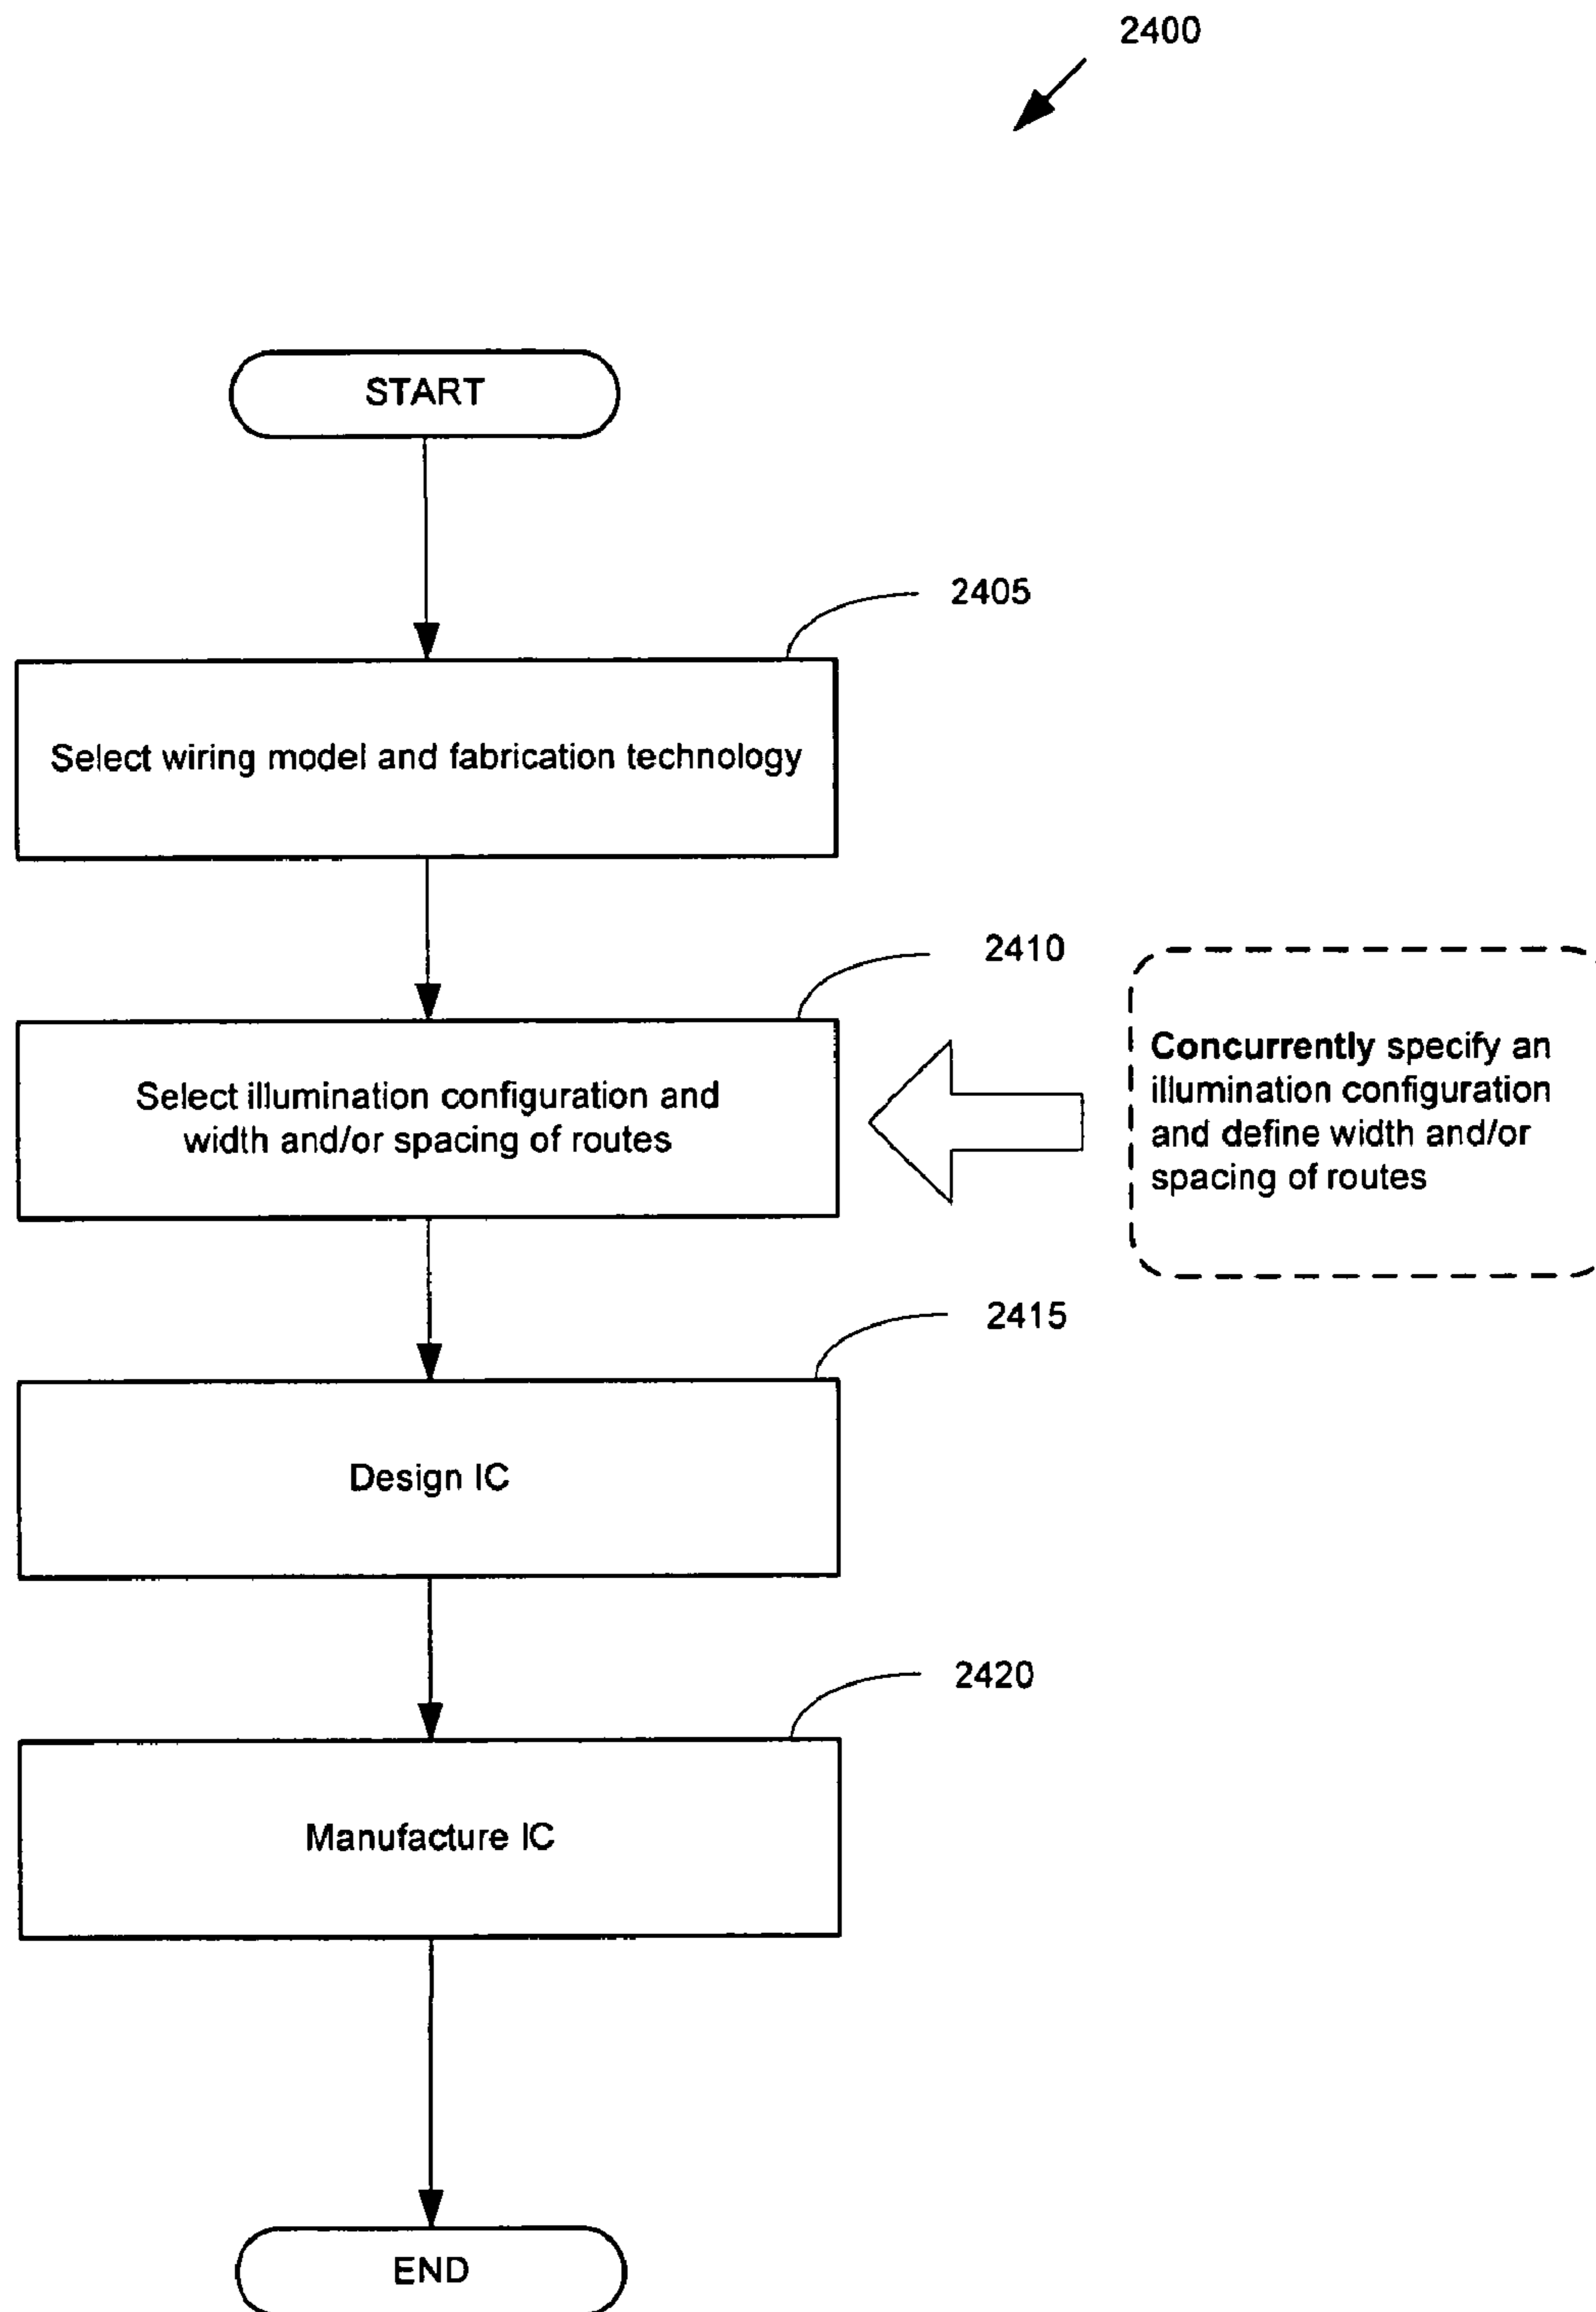 2400
START
2405
Select wiring model and fabrication technology
2410
Select illumination configuration and
width and/or spacing of routes
Concurrently specify an
illumination configuration
and define width and/or
spacing of routes
2415
Design IC
2420
Manufacture IC
END